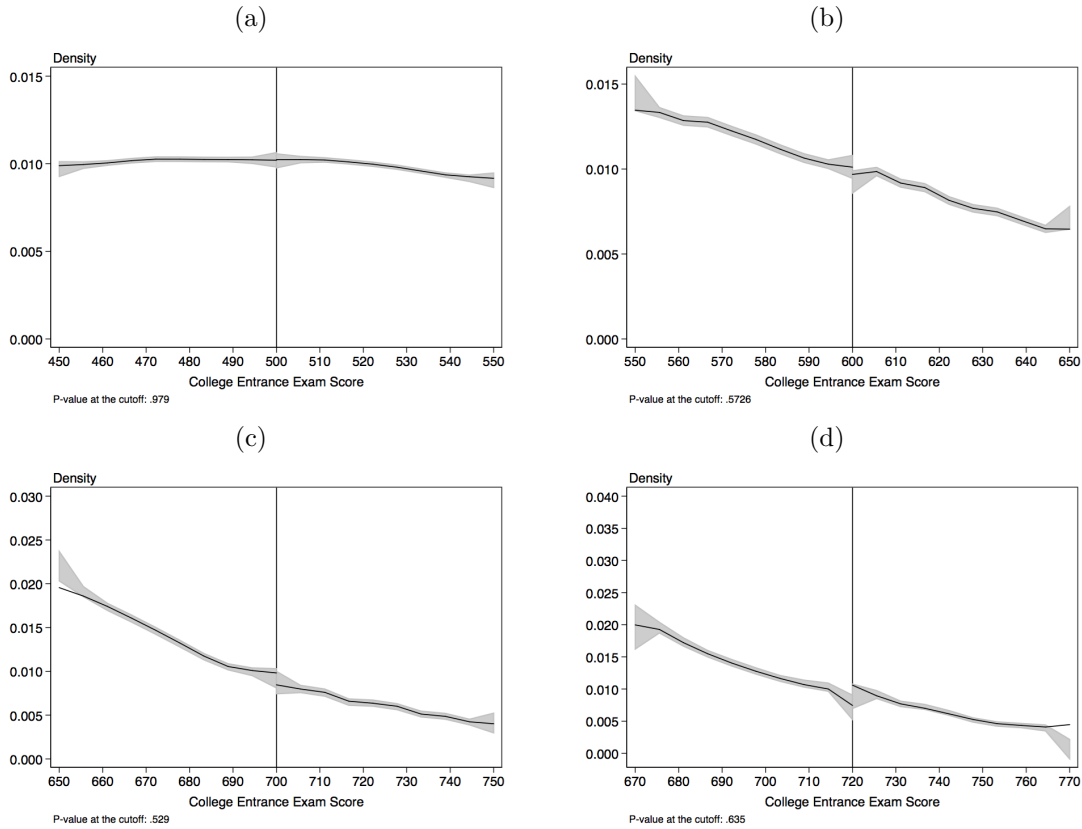 (a)
Density
0.015
0.010
0.005
0.000
450 460 470 480 490 500 510 520 530 540 550
College Entrance Exam Score
P-value at the cutoff: .979
(b)
Density
0.015
0.010
0.005
0.000
550 560 570 580 590 600 610 620 630 640 650
College Entrance Exam Score
P-value at the cutoff: .5726
(c)
Density
0.030
0.025
0.020
0.015
0.010
0.005
0.000
650 660 670 680 690 700 710 720 730 740 750
College Entrance Exam Score
P-value at the cutoff: .529
(d)
Density
0.040
0.035
0.030
0.025
0.020
0.015
0.010
0.005
0.000
670 680 690 700 710 720 730 740 750 760 770
College Entrance Exam Score
P-value at the cutoff: .635